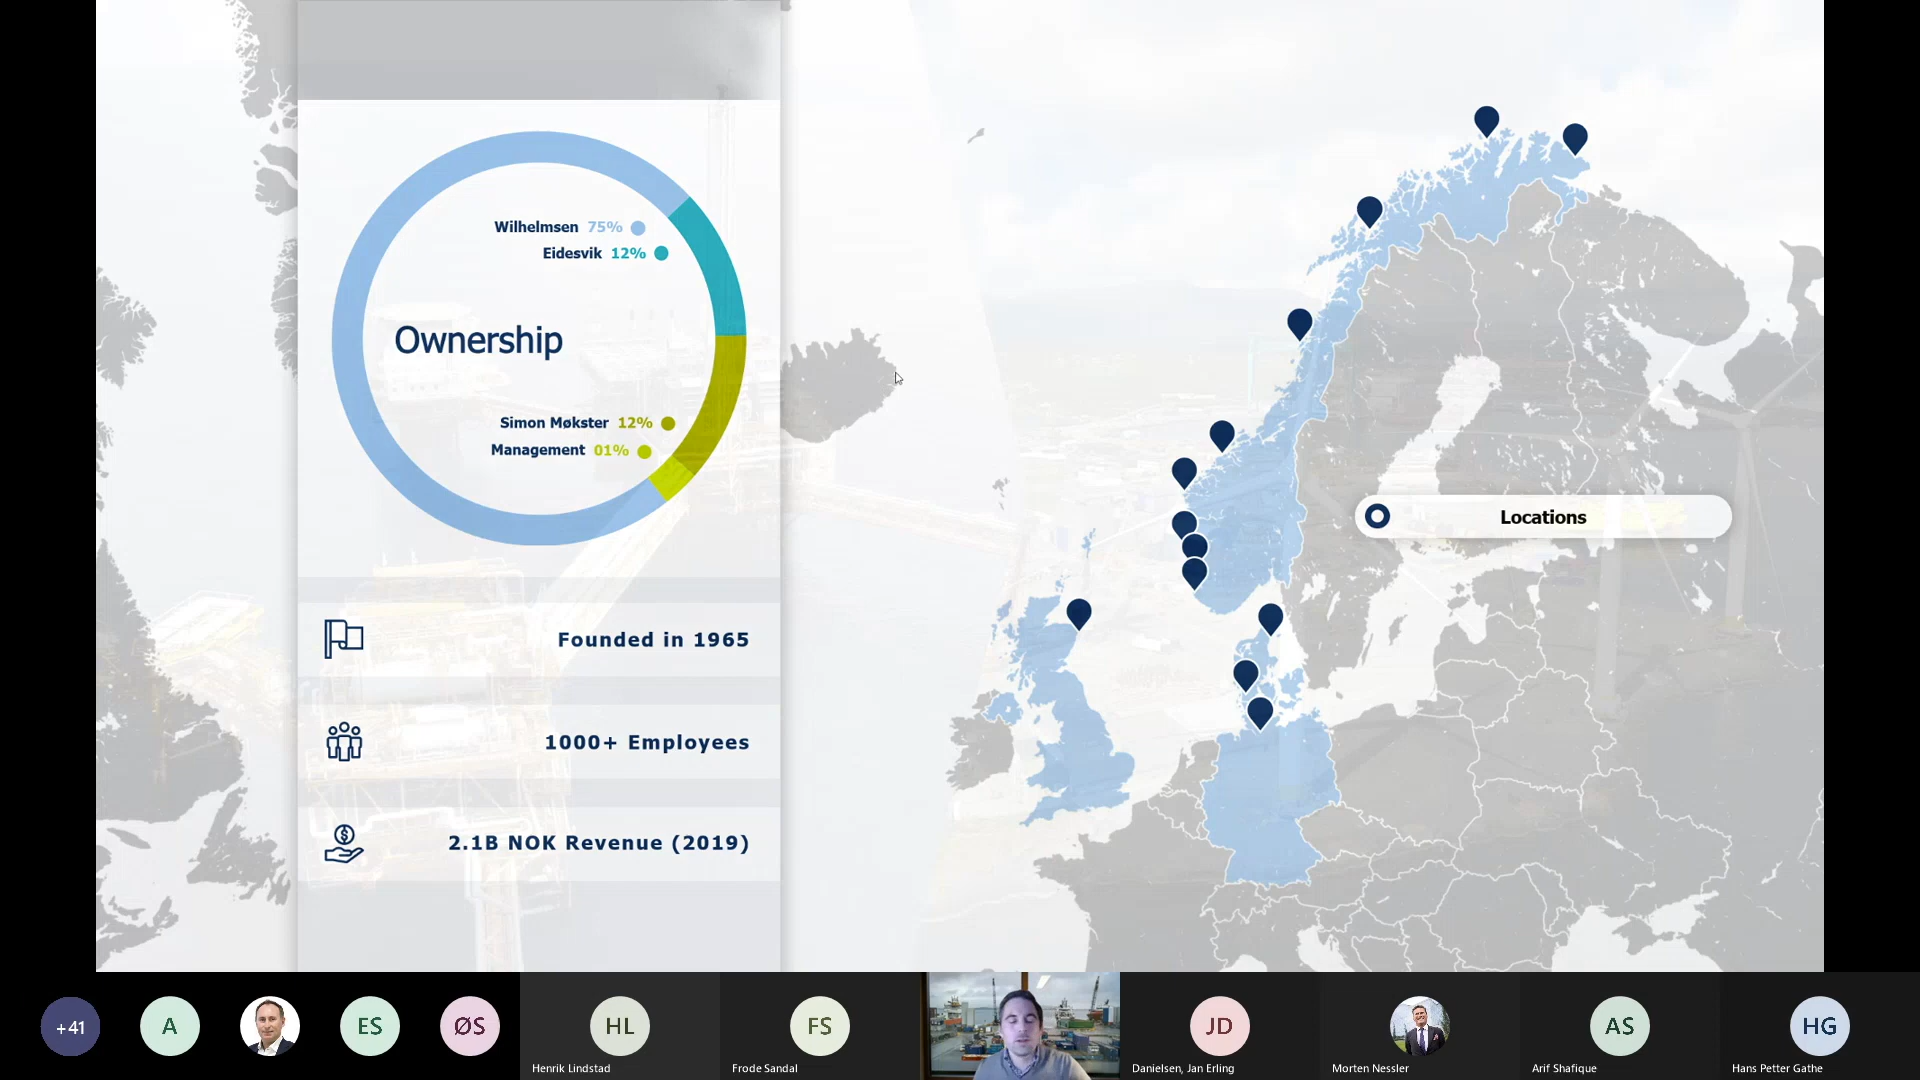 Wilhelmsen 75%
Eidesvik 12%
Ownership
Simon Møkster 12%
Management 01%
Founded in 1965
1000+ Employees
2.1B NOK Revenue (2019)
Locations
+41
A
ES
ØS
HL
Henrik Lindstad
FS
Frode Sandal
JD
Danielsen, Jan Erling
Morten Nessler
AS
Arif Shafique
HG
Hans Petter Gathe